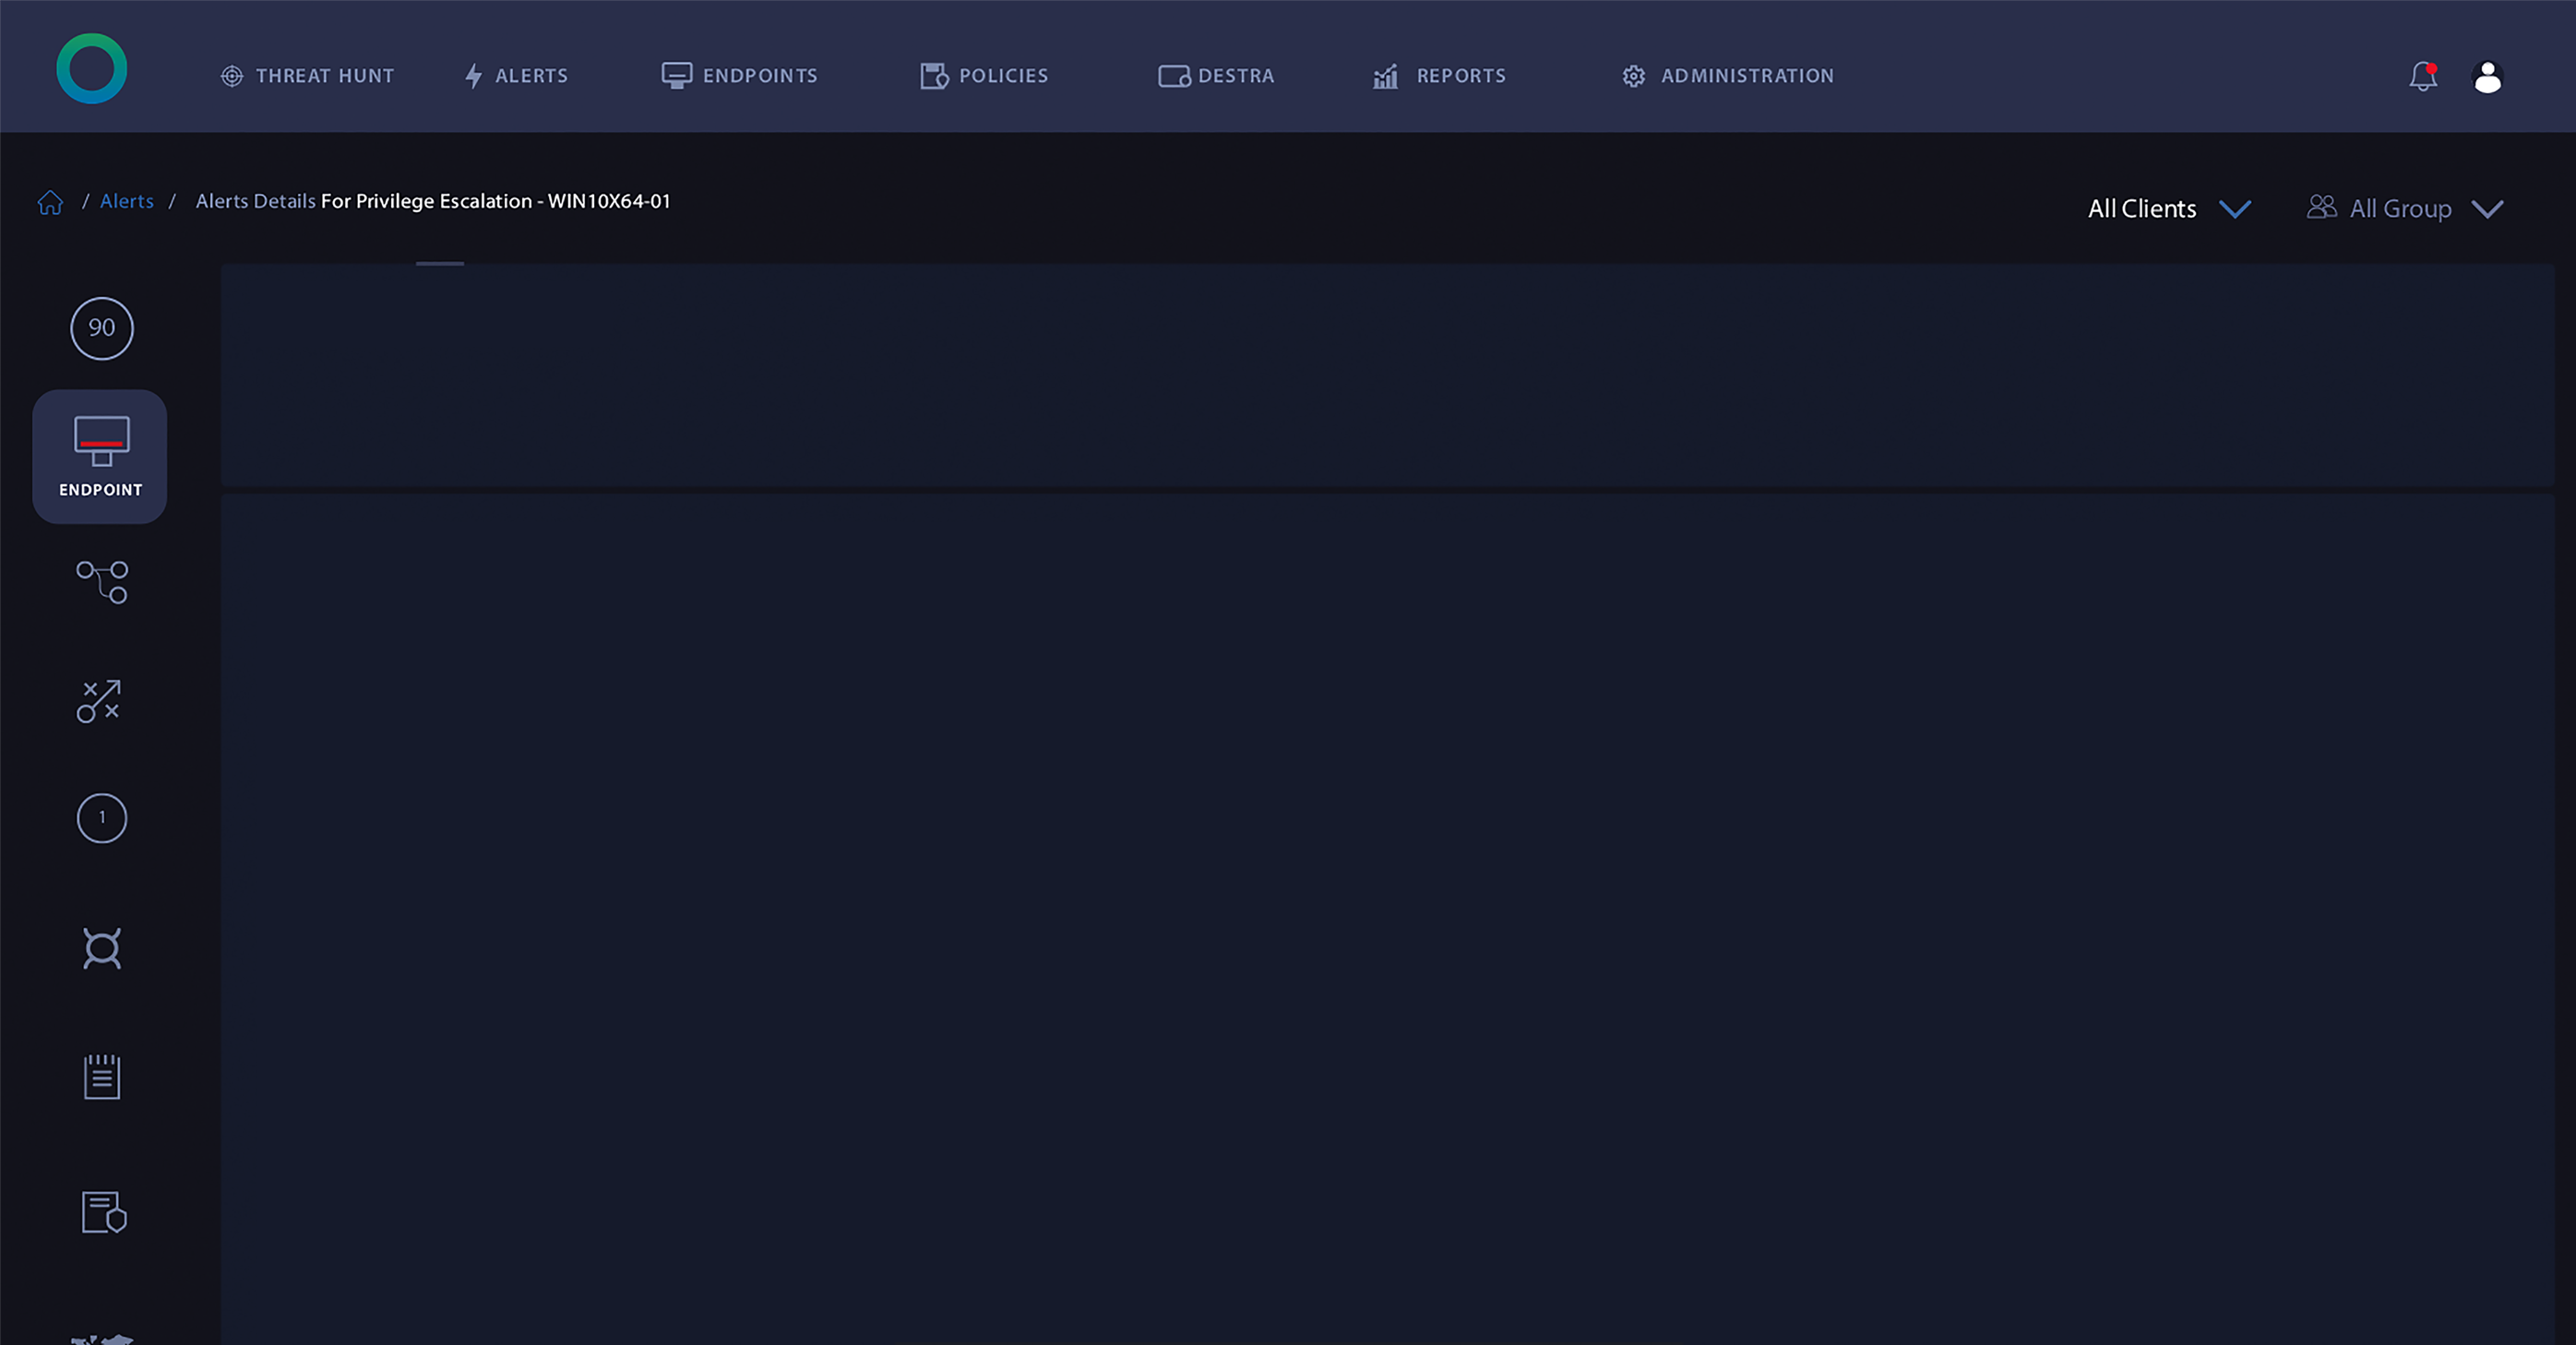 THREAT HUNT ALERTS ENDPOINTS POLICIES DESTRA REPORTS ADMINISTRATION
/ Alerts / Alerts Details For Privilege Escalation - WIN10X64-01
All Clients All Group
90
ENDPOINT
1